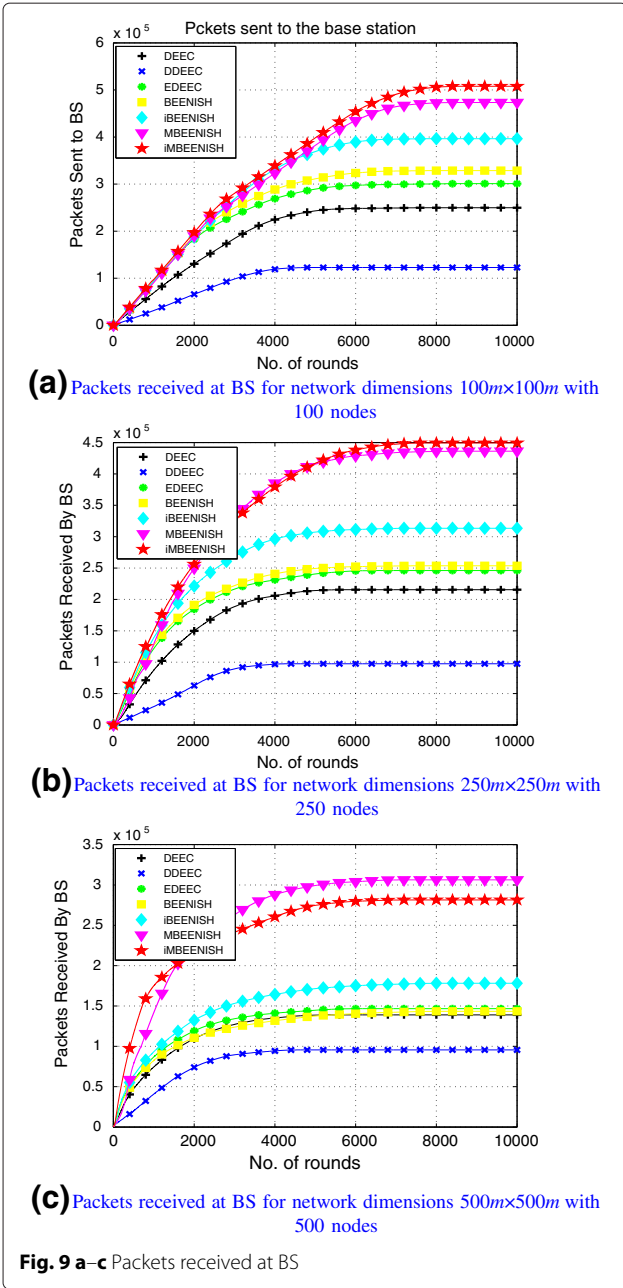 Pckets sent to the base station
x 10^5
6
5
4
3
2
1
0
Packets Sent to BS
DEEC
DDEEC
EDEEC
BEENISH
iBEENISH
MBEENISH
iMBEENISH
0 2000 4000 6000 8000 10000
No. of rounds
(a) Packets received at BS for network dimensions 100m×100m with
100 nodes
x 10^5
4.5
4
3.5
3
2.5
2
1.5
1
0.5
0
Packets Received By BS
DEEC
DDEEC
EDEEC
BEENISH
iBEENISH
MBEENISH
iMBEENISH
0 2000 4000 6000 8000 10000
No. of rounds
(b) Packets received at BS for network dimensions 250m×250m with
250 nodes
x 10^5
3.5
3
2.5
2
1.5
1
0.5
0
Packets Received By BS
DEEC
DDEEC
EDEEC
BEENISH
iBEENISH
MBEENISH
iMBEENISH
0 2000 4000 6000 8000 10000
No. of rounds
(c) Packets received at BS for network dimensions 500m×500m with
500 nodes
Fig. 9 a–c Packets received at BS